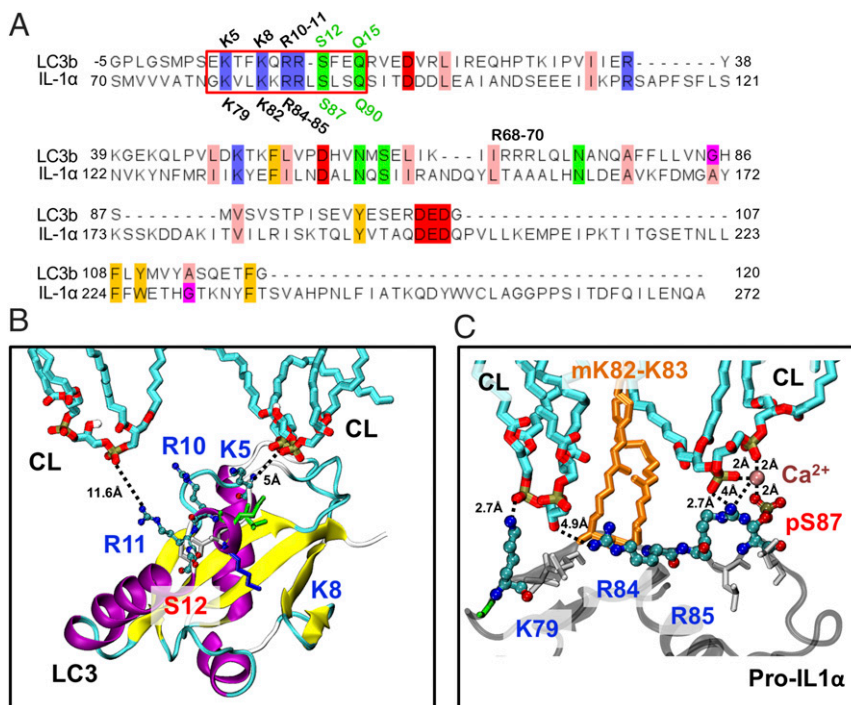 A
K5 K8 R10-11 S12 Q15
LC3b -5 GPLGSMPSEKTFKQRR-SFEQRVEDVRLIREQHPTKIPVIIER--------Y 38
IL-1α 70 SMVVVATNGKVLKKRRLSLSQSITDDDLEAIANDSEEEIIKPRSAPFSFLS 121
K79 K82 R84-85 S87 Q90
R68-70
LC3b 39 KGEKQLPVLDKTKFLVPDHVNMSELIK---IIRRRLQLNANQAFFLLVNGH 86
IL-1α 122 NVKYNFMRIIKYEFILNDALNQSIIRANDQYLTAAALHNLDEAVKFDMGAY 172
LC3b 87 S-------MVSVSTPISEVYESERDEDG-------------------- 107
IL-1α 173 KSSKDDAKITVILRISKTQLYVTAQDEDQPVLLKEMPEIPKTITGSETNLL 223
LC3b 108 FLYMVYASQETFG------------------------------------ 120
IL-1α 224 FFWETHGTKNYFTSVAHPNLFIATKQDYWVCLAGGPPSITDFQILENQA 272
B
CL
CL
R10
K5
5Å
11.6Å
R11
K8
S12
LC3
C
mK82-K83
CL
CL
2Å
2Å
Ca2+
4Å
2Å
2.7Å
2.7Å
4.9Å
pS87
R84
K79
R85
Pro-IL1α